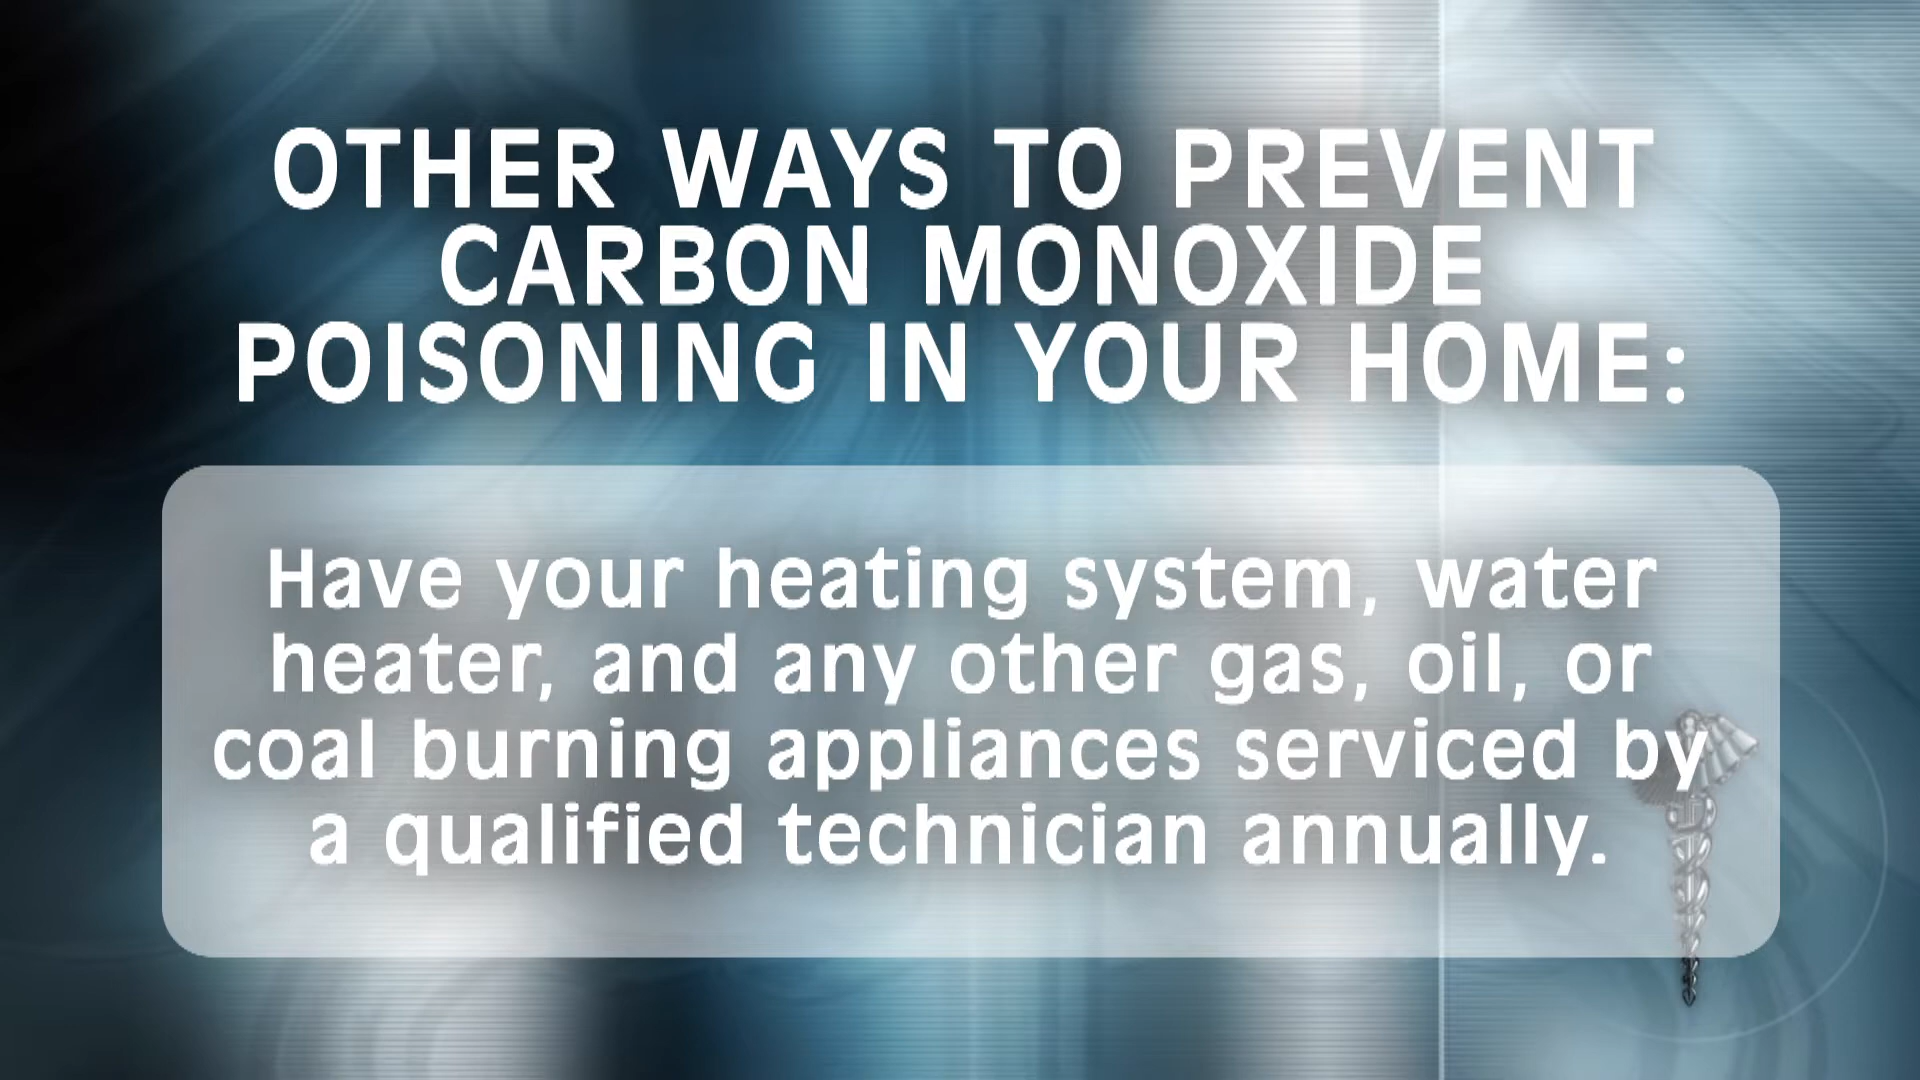 OTHER WAYS TO PREVENT
CARBON MONOXIDE
POISONING IN YOUR HOME:
Have your heating system, water
heater, and any other gas, oil, or
coal burning appliances serviced by
a qualified technician annually.